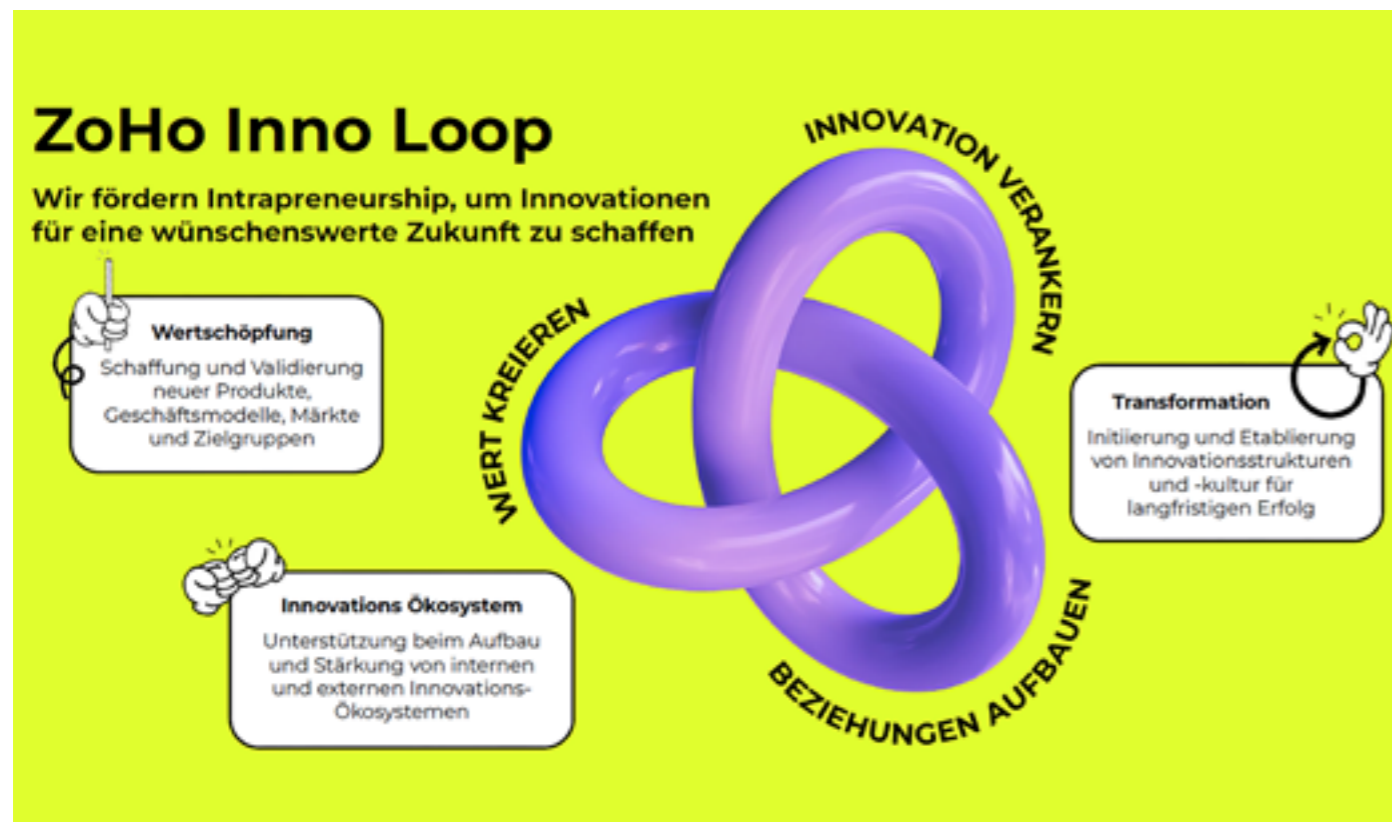 ZoHo Inno Loop
Wir fördern Intrapreneurship, um Innovationen
für eine wünschenswerte Zukunft zu schaffen
Wertschöpfung
Schaffung und Validierung
neuer Produkte,
Geschäftsmodelle, Märkte
und Zielgruppen
Innovations Ökosystem
Unterstützung beim Aufbau
und Stärkung von internen
und externen Innovations-
Ökosystemen
WERT KREIEREN
INNOVATION VERANKERN
BEZIEHUNGEN AUFBAUEN
Transformation
Initiierung und Etablierung
von Innovationsstrukturen
und -kultur für
langfristigen Erfolg